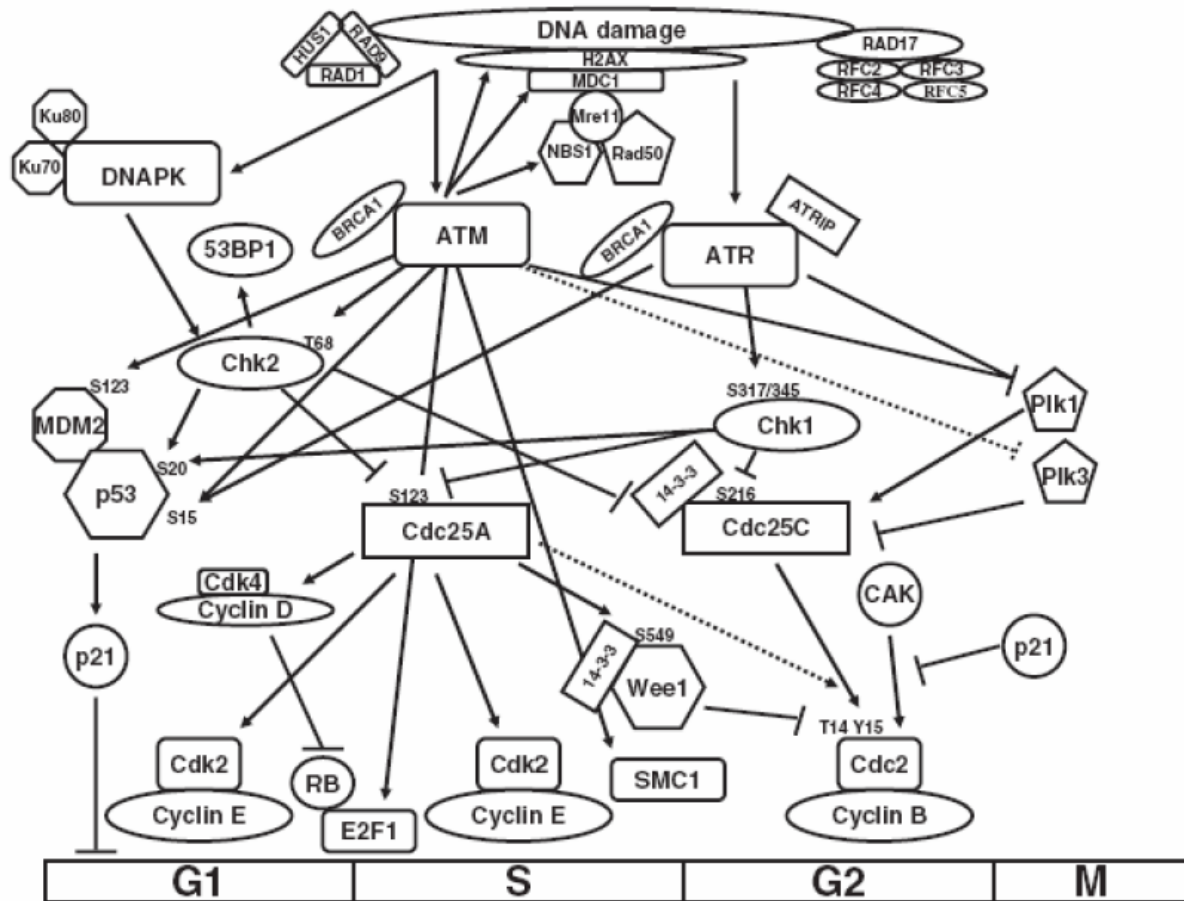 DNA damage
HUS1
RAD9
RAD1
H2AX
MDC1
RAD17
RFC2
RFC3
RFC4
RFC5
Mre11
NBS1
Rad50
Ku80
Ku70
DNAPK
BRCA1
ATM
BRCA1
ATR
ATRIP
53BP1
T68
Chk2
S123
MDM2
S317/345
Chk1
Plk1
Plk3
S20
p53
S15
S123
Cdc25A
14-3-3
S216
Cdc25C
Cdk4
Cyclin D
CAK
p21
p21
14-3-3
S549
Wee1
T14 Y15
Cdk2
Cyclin E
RB
E2F1
Cdk2
Cyclin E
SMC1
Cdc2
Cyclin B
G1 S G2 M